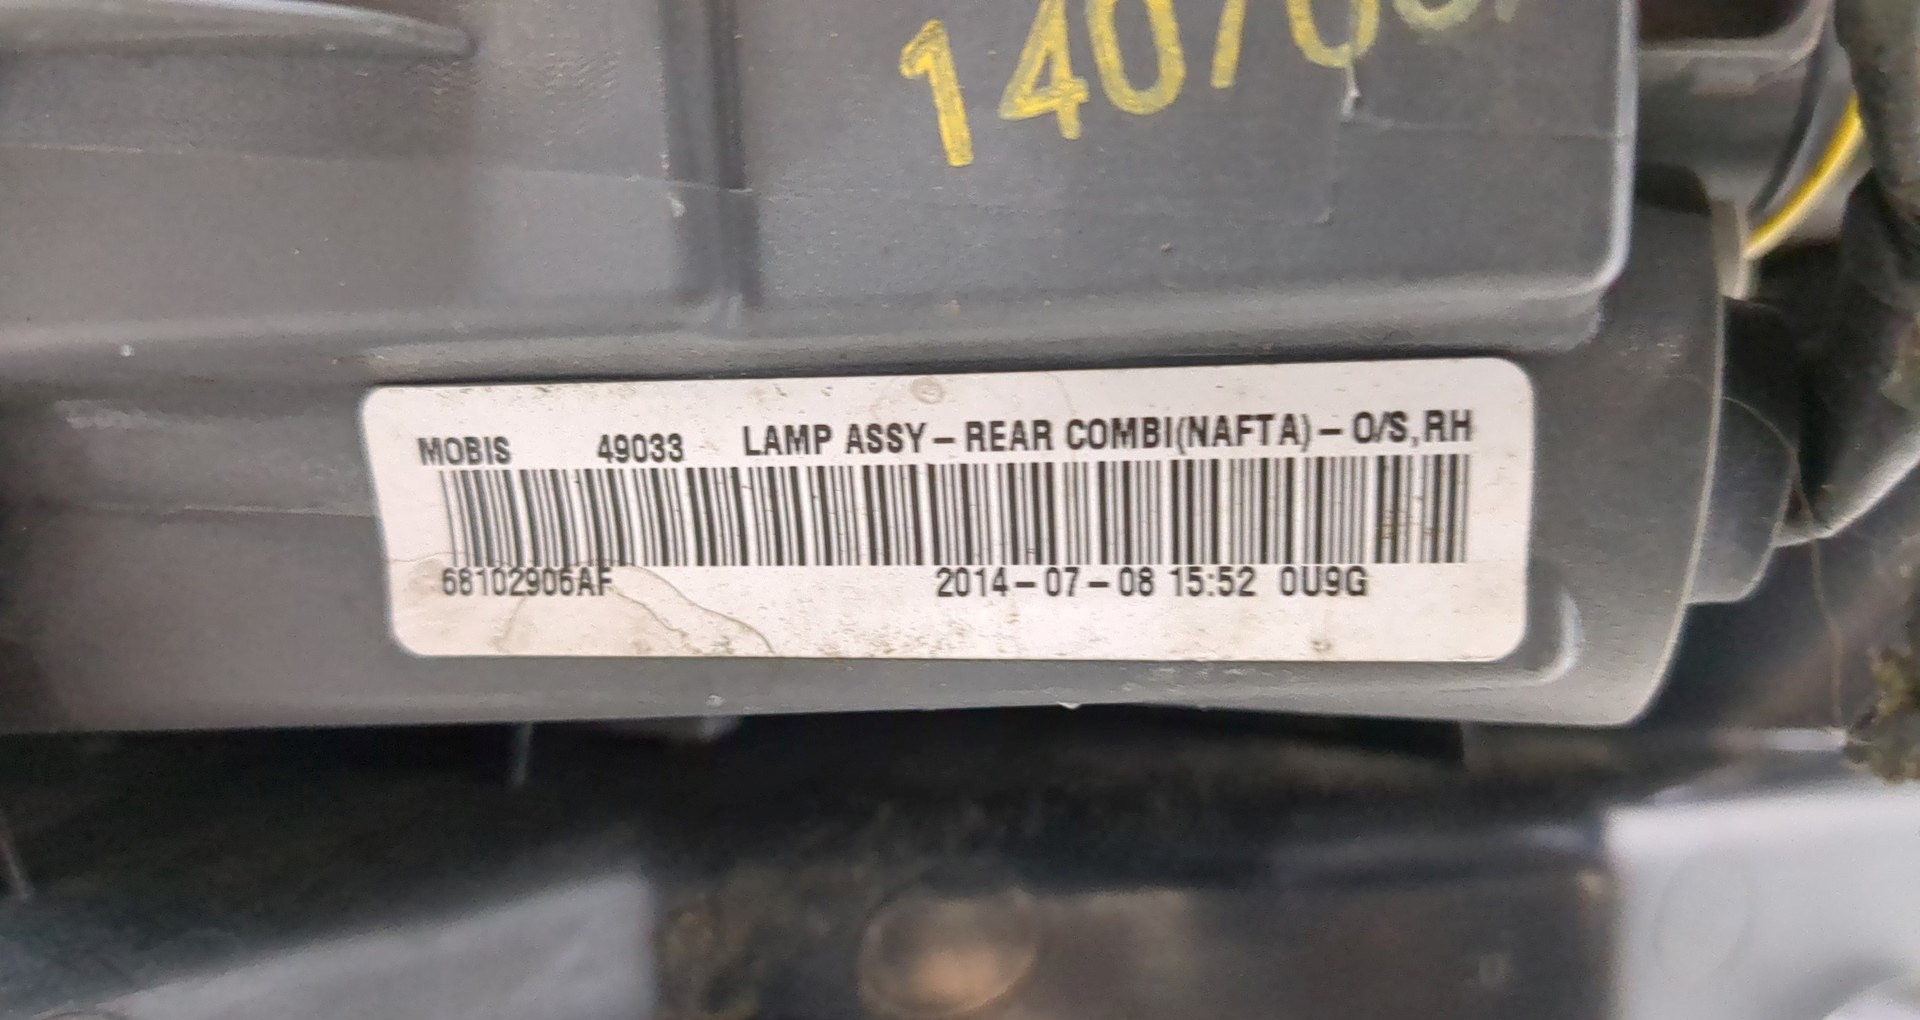 MOBIS 49033 LAMP ASSY - REAR COMBI(NAFTA) - O/S, RH
68102906AF 2014-07-08 15:52 0U9G